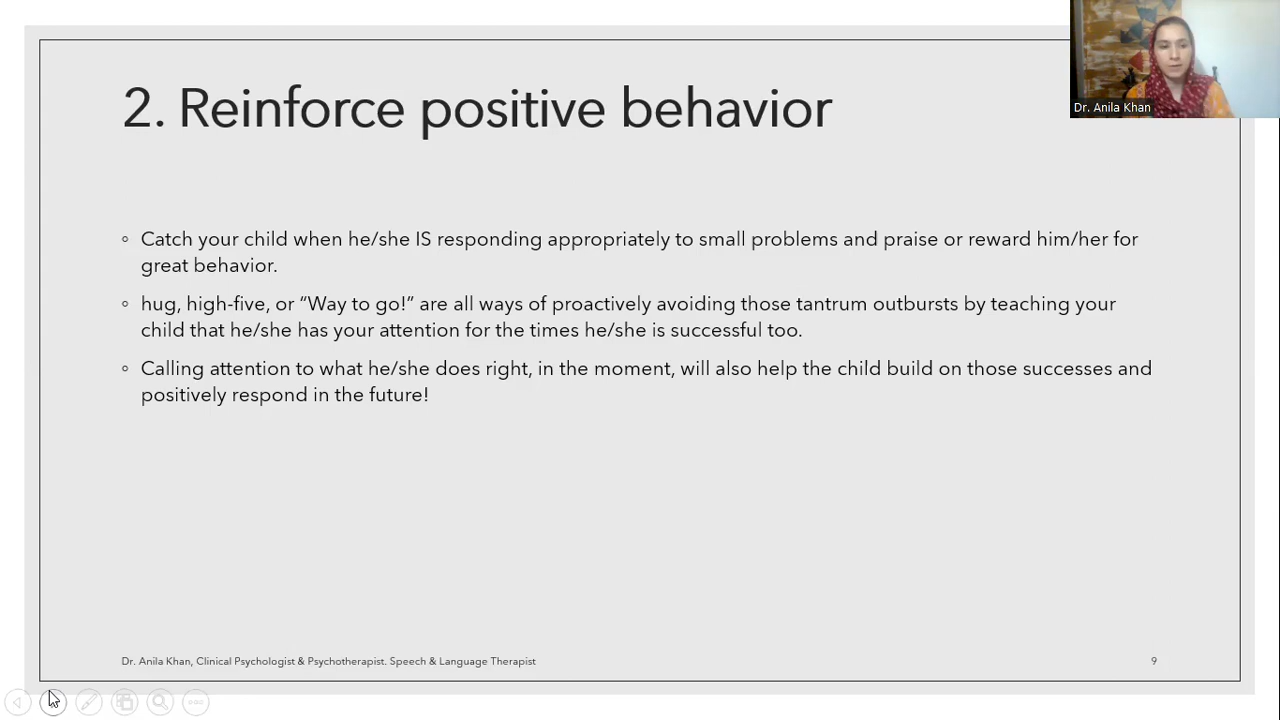 Dr. Anila Khan
2. Reinforce positive behavior
◦ Catch your child when he/she IS responding appropriately to small problems and praise or reward him/her for
great behavior.
◦ hug, high-five, or “Way to go!” are all ways of proactively avoiding those tantrum outbursts by teaching your
child that he/she has your attention for the times he/she is successful too.
◦ Calling attention to what he/she does right, in the moment, will also help the child build on those successes and
positively respond in the future!
Dr. Anila Khan, Clinical Psychologist & Psychotherapist. Speech & Language Therapist
9